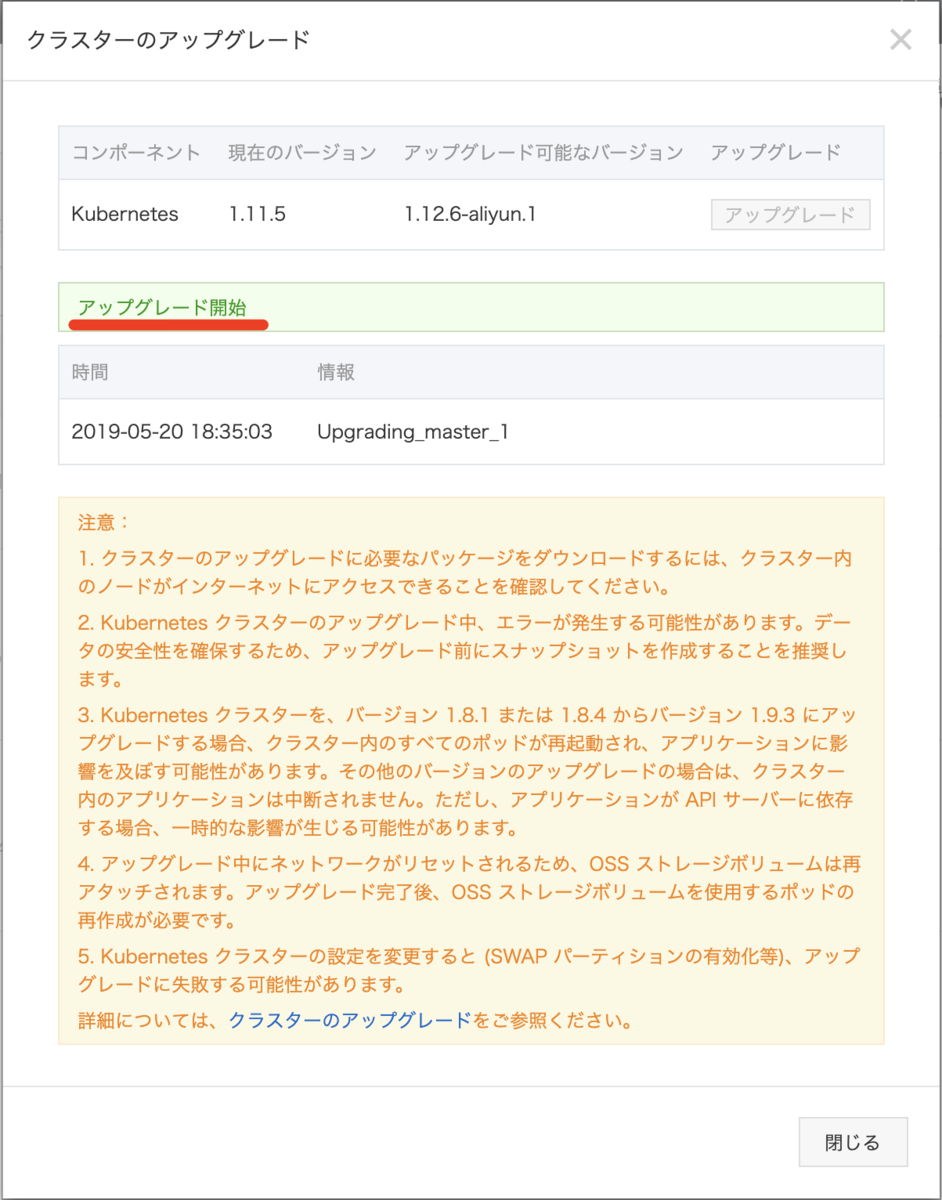 クラスターのアップグレード
コンポーネント 現在のバージョン アップグレード可能なバージョン アップグレード
Kubernetes 1.11.5 1.12.6-aliyun.1 アップグレード
アップグレード開始
時間 情報
2019-05-20 18:35:03 Upgrading_master_1
注意：
1. クラスターのアップグレードに必要なパッケージをダウンロードするには、クラスター内
のノードがインターネットにアクセスできることを確認してください。
2. Kubernetes クラスターのアップグレード中、エラーが発生する可能性があります。デー
タの安全性を確保するため、アップグレード前にスナップショットを作成することを推奨し
ます。
3. Kubernetes クラスターを、バージョン 1.8.1 または 1.8.4 からバージョン 1.9.3 にアッ
プグレードする場合、クラスター内のすべてのポッドが再起動され、アプリケーションに影
響を及ぼす可能性があります。その他のバージョンのアップグレードの場合は、クラスター
内のアプリケーションは中断されません。ただし、アプリケーションが API サーバーに依存
する場合、一時的な影響が生じる可能性があります。
4. アップグレード中にネットワークがリセットされるため、OSS ストレージボリュームは再
アタッチされます。アップグレード完了後、OSS ストレージボリュームを使用するポッドの
再作成が必要です。
5. Kubernetes クラスターの設定を変更すると (SWAP パーティションの有効化等)、アップ
グレードに失敗する可能性があります。
詳細については、クラスターのアップグレードをご参照ください。
閉じる